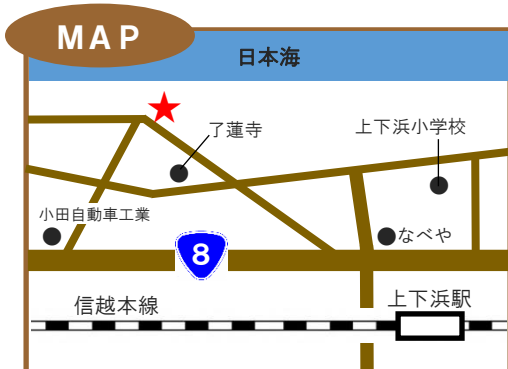 MAP
日本海
了蓮寺
上下浜小学校
小田自動車工業
なべや
8
信越本線
上下浜駅